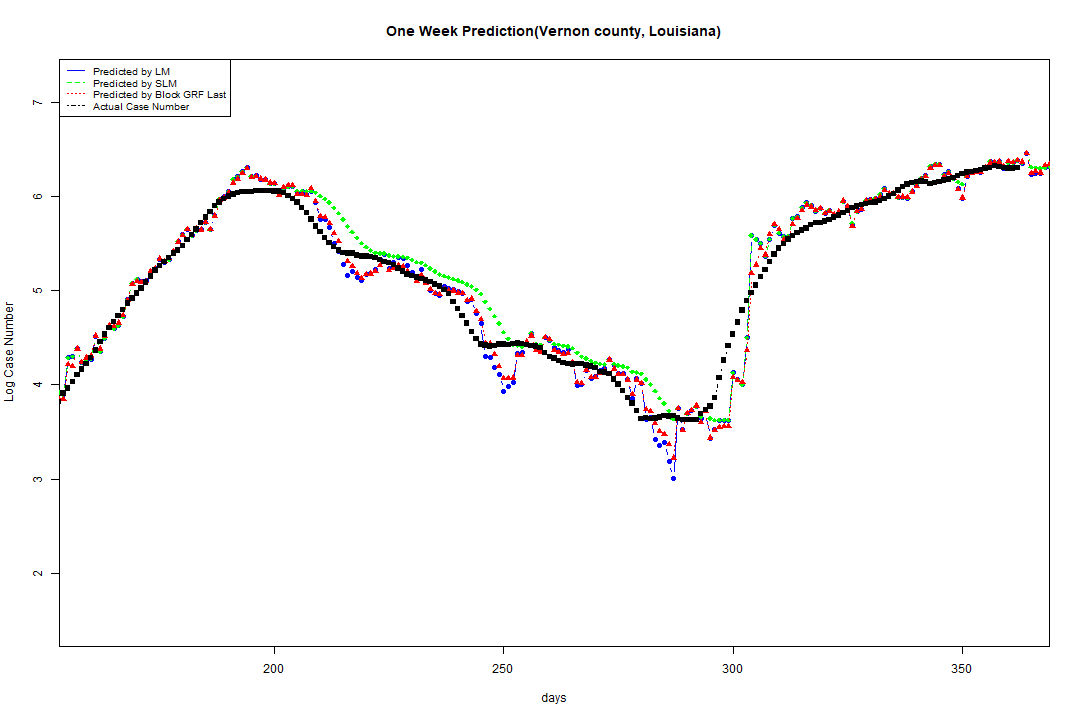 One Week Prediction(Vernon county, Louisiana)
Predicted by LM
Predicted by SLM
Predicted by Block GRF Last
Actual Case Number
7
6
5
4
3
2
Log Case Number
200 250 300 350
days